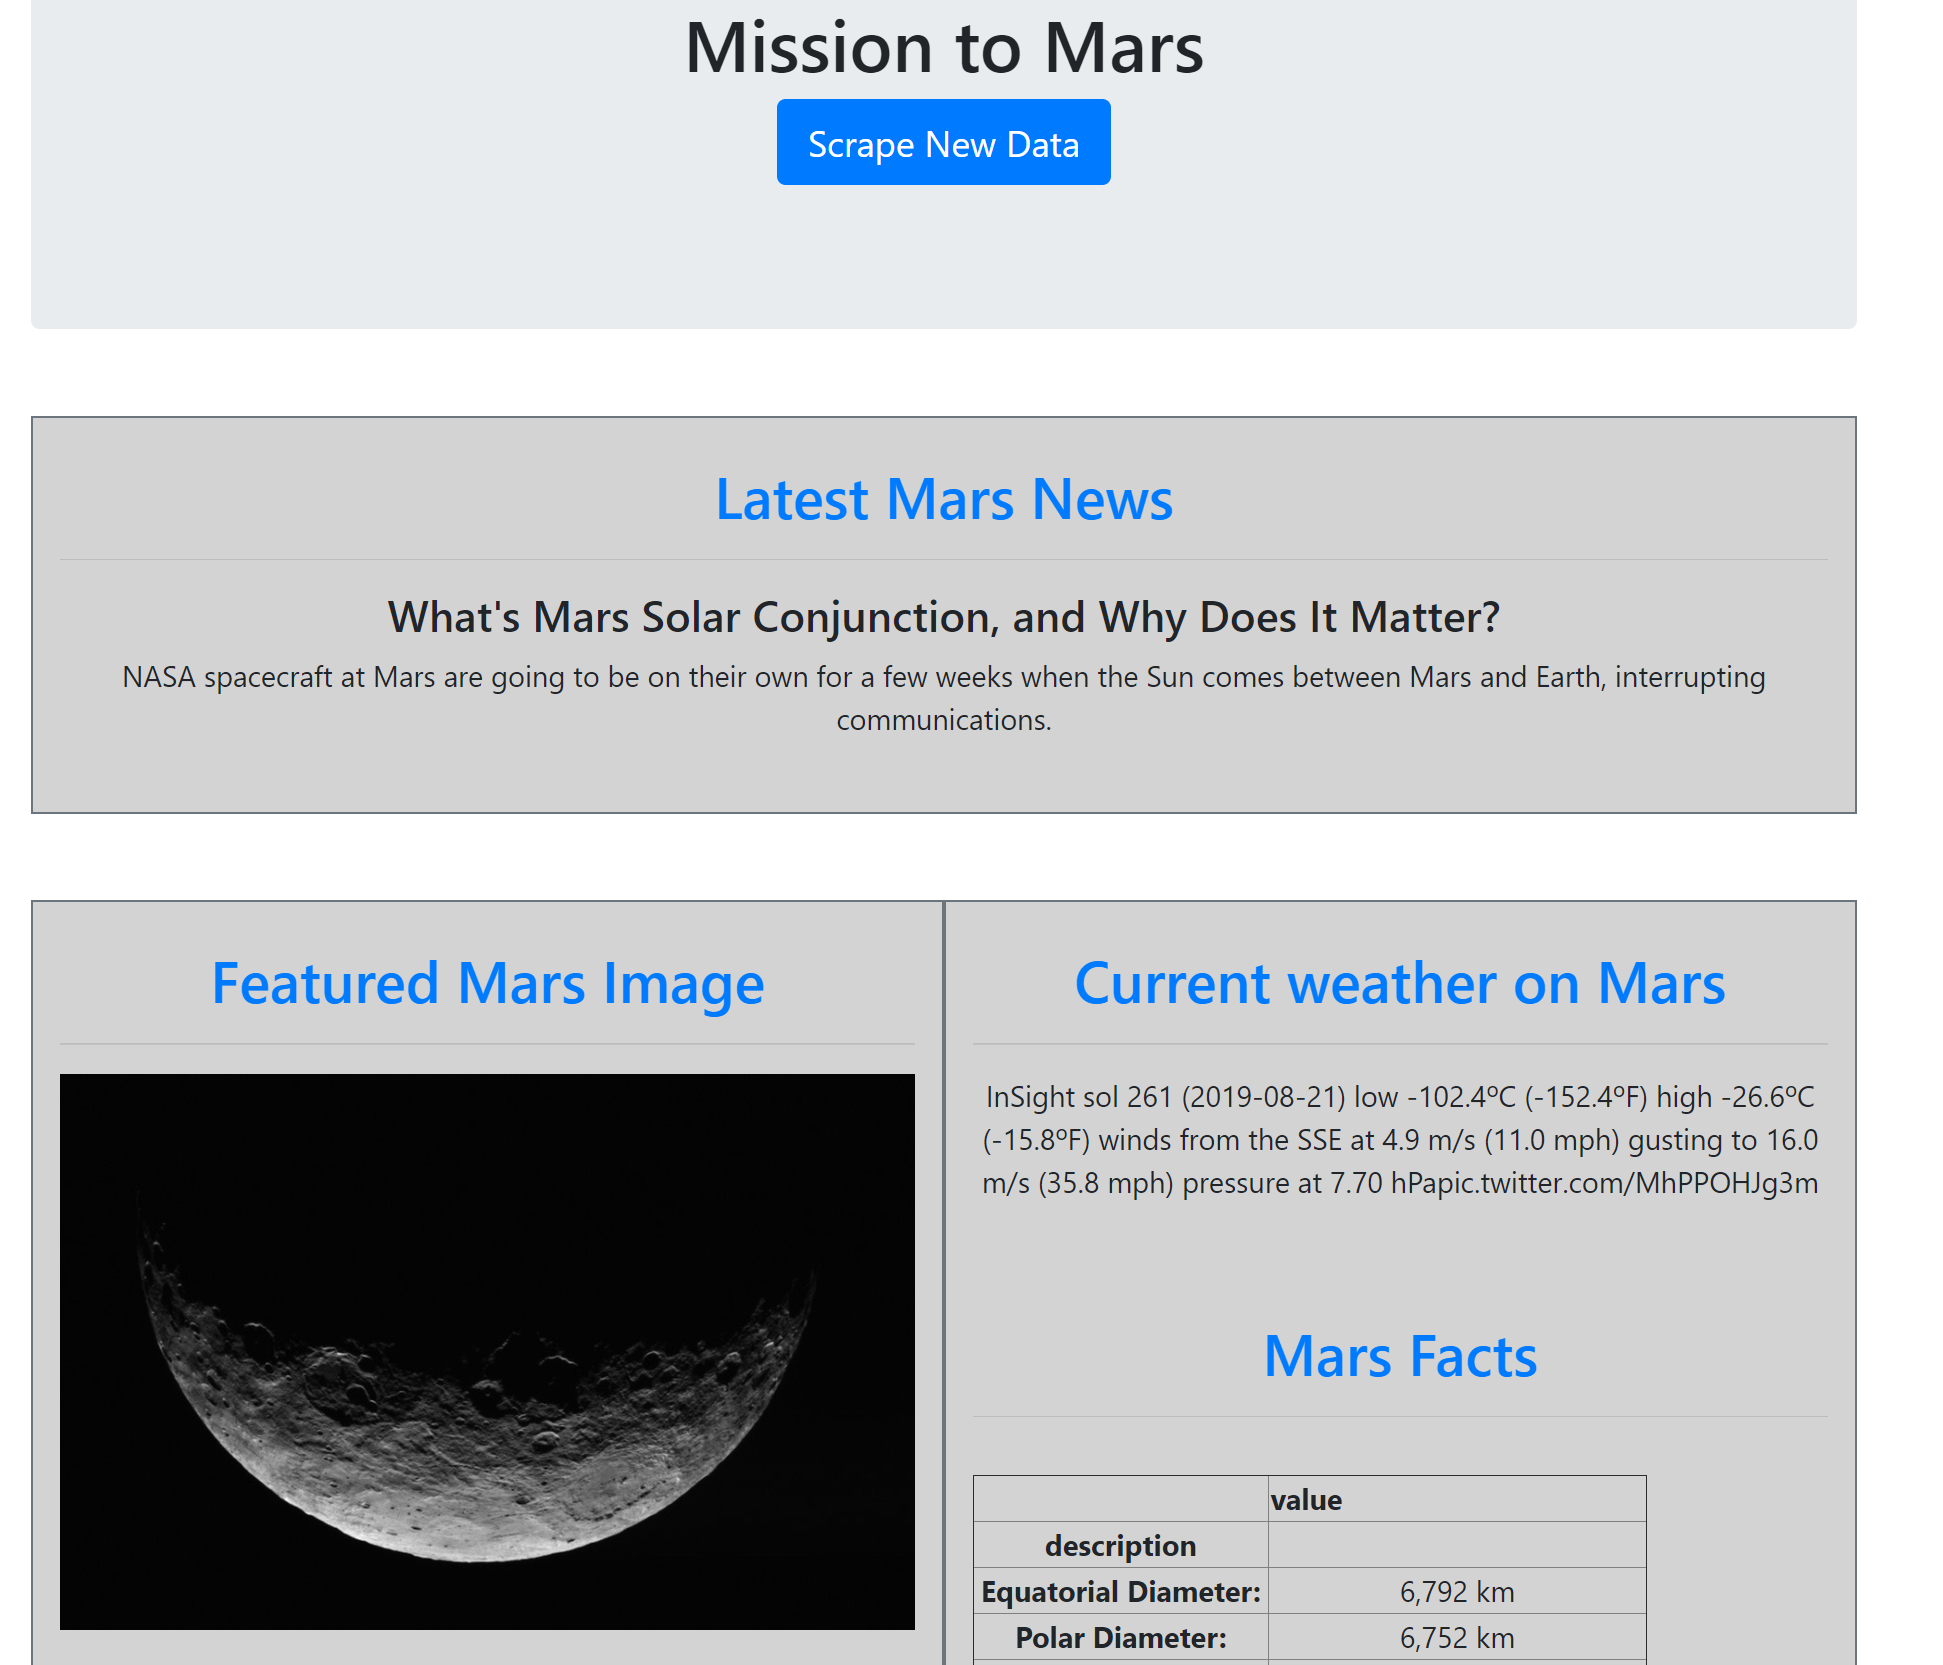 Mission to Mars
Scrape New Data
Latest Mars News
What's Mars Solar Conjunction, and Why Does It Matter?
NASA spacecraft at Mars are going to be on their own for a few weeks when the Sun comes between Mars and Earth, interrupting
communications.
Featured Mars Image
Current weather on Mars
InSight sol 261 (2019-08-21) low -102.4ºC (-152.4ºF) high -26.6ºC
(-15.8ºF) winds from the SSE at 4.9 m/s (11.0 mph) gusting to 16.0
m/s (35.8 mph) pressure at 7.70 hPapic.twitter.com/MhPPOHJg3m
Mars Facts
value
description
Equatorial Diameter: 6,792 km
Polar Diameter: 6,752 km